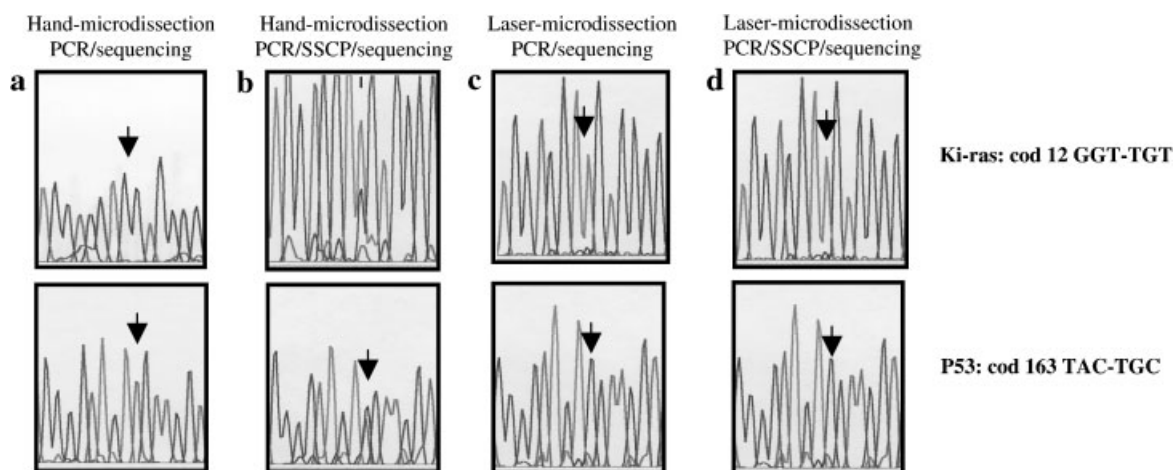 Hand-microdissection
PCR/sequencing
Hand-microdissection
PCR/SSCP/sequencing
Laser-microdissection
PCR/sequencing
Laser-microdissection
PCR/SSCP/sequencing
a
b
c
d
Ki-ras: cod 12 GGT-TGT
P53: cod 163 TAC-TGC